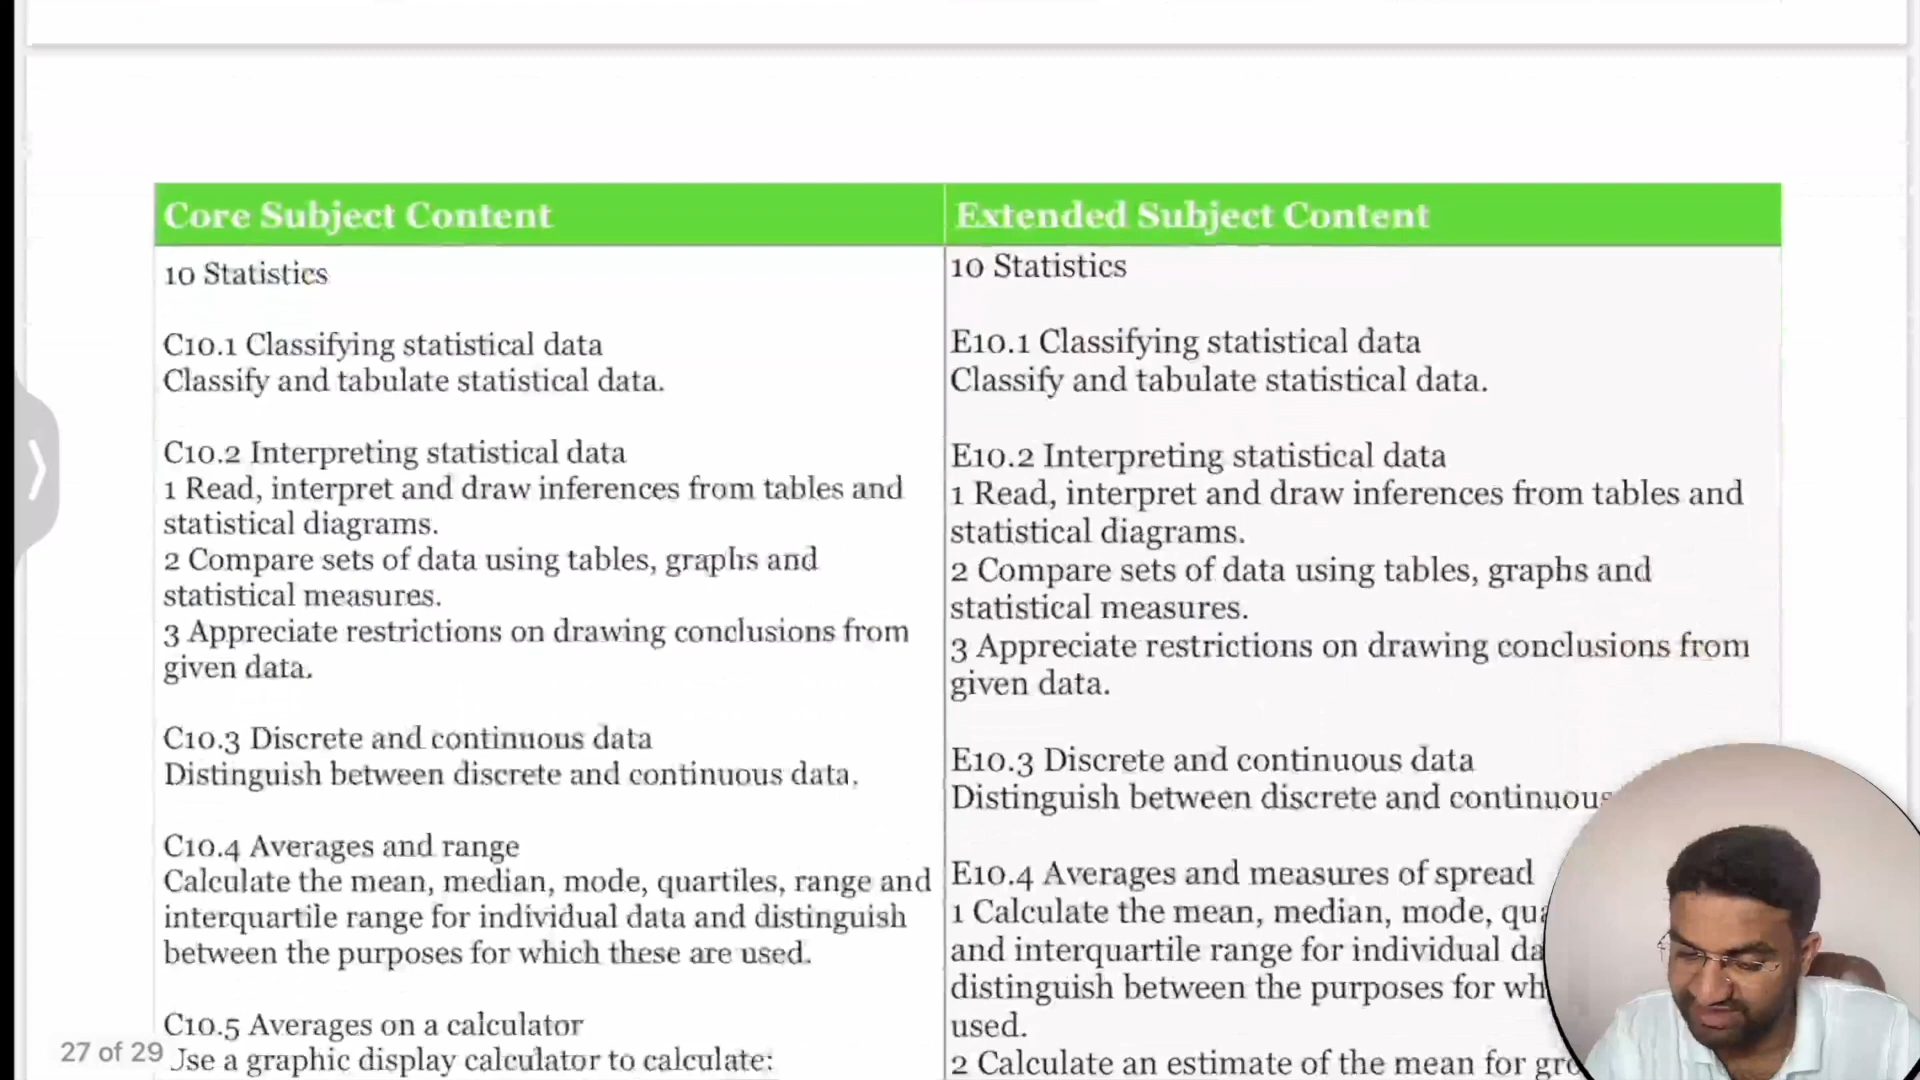 Core Subject Content
10 Statistics
C10.1 Classifying statistical data
Classify and tabulate statistical data.
C10.2 Interpreting statistical data
1 Read, interpret and draw inferences from tables and
statistical diagrams.
2 Compare sets of data using tables, graphs and
statistical measures.
3 Appreciate restrictions on drawing conclusions from
given data.
C10.3 Discrete and continuous data
Distinguish between discrete and continuous data.
C10.4 Averages and range
Calculate the mean, median, mode, quartiles, range and
interquartile range for individual data and distinguish
between the purposes for which these are used.
C10.5 Averages on a calculator
Use a graphic display calculator to calculate:
Extended Subject Content
10 Statistics
E10.1 Classifying statistical data
Classify and tabulate statistical data.
E10.2 Interpreting statistical data
1 Read, interpret and draw inferences from tables and
statistical diagrams.
2 Compare sets of data using tables, graphs and
statistical measures.
3 Appreciate restrictions on drawing conclusions from
given data.
E10.3 Discrete and continuous data
Distinguish between discrete and continuous
E10.4 Averages and measures of spread
1 Calculate the mean, median, mode,
and interquartile range for individual
distinguish between the purposes for
used.
2 Calculate an estimate of the mean for
27 of 29